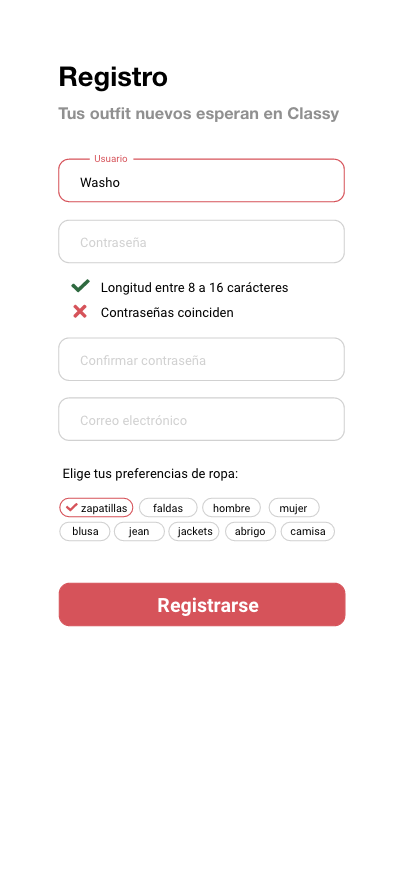 Registro
Tus outfit nuevos esperan en Classy
Usuario
Washo
Contraseña
Longitud entre 8 a 16 carácteres
Contraseñas coinciden
Confirmar contraseña
Correo electrónico
Elige tus preferencias de ropa:
zapatillas faldas hombre mujer
blusa jean jackets abrigo camisa
Registrarse